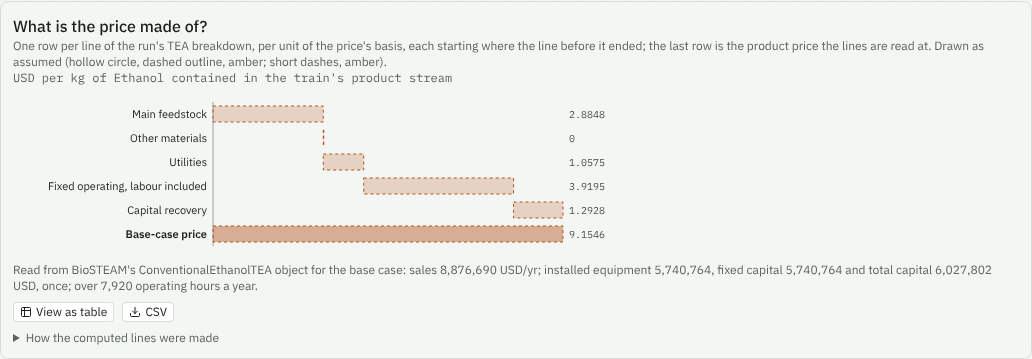 What is the price made of?
One row per line of the run's TEA breakdown, per unit of the price's basis, each starting where the line before it ended; the last row is the product price the lines are read at. Drawn as
assumed (hollow circle, dashed outline, amber; short dashes, amber).
USD per kg of Ethanol contained in the train's product stream
Main feedstock 2.8848
Other materials 0
Utilities 1.0575
Fixed operating, labour included 3.9195
Capital recovery 1.2928
Base-case price 9.1546
Read from BioSTEAM's ConventionalEthanolTEA object for the base case: sales 8,876,690 USD/yr; installed equipment 5,740,764, fixed capital 5,740,764 and total capital 6,027,802
USD, once; over 7,920 operating hours a year.
View as table CSV
How the computed lines were made